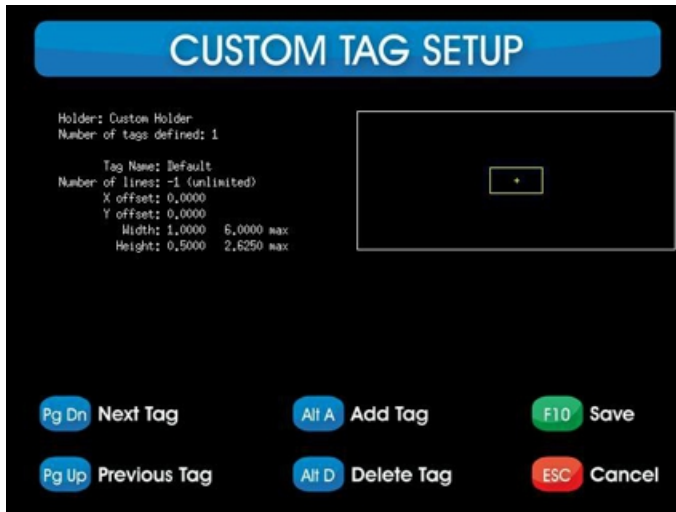 CUSTOM TAG SETUP
Holder: Custom Holder
Number of tags defined: 1
Tag Name: Default
Number of lines: -1 (unlimited)
X offset: 0.0000
Y offset: 0.0000
Width: 1.0000 6.0000 max
Height: 0.5000 2.6250 max
Pg Dn Next Tag Alt A Add Tag F10 Save
Pg Up Previous Tag Alt D Delete Tag ESC Cancel